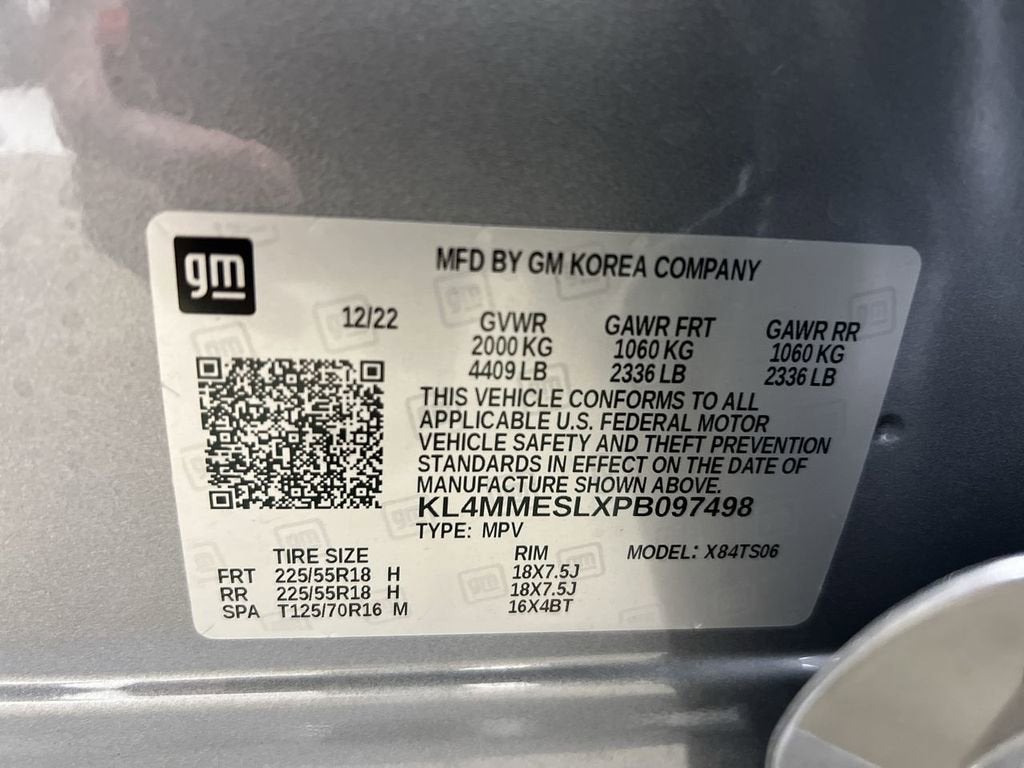 gm
MFD BY GM KOREA COMPANY
12/22
GVWR GAWR FRT GAWR RR
2000 KG 1060 KG 1060 KG
4409 LB 2336 LB 2336 LB
THIS VEHICLE CONFORMS TO ALL
APPLICABLE U.S. FEDERAL MOTOR
VEHICLE SAFETY AND THEFT PREVENTION
STANDARDS IN EFFECT ON THE DATE OF
MANUFACTURE SHOWN ABOVE.
KL4MMESLXPB097498
TYPE: MPV
TIRE SIZE RIM MODEL: X84TS06
FRT 225/55R18 H 18X7.5J
RR 225/55R18 H 18X7.5J
SPA T125/70R16 M 16X4BT